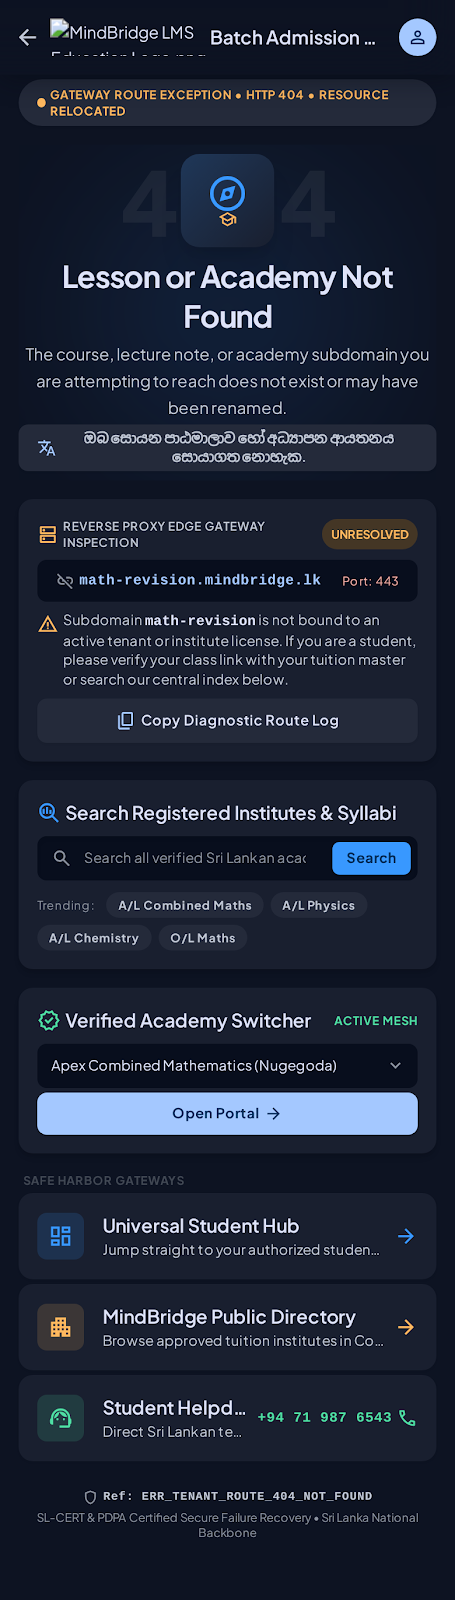 MindBridge LMS
Batch Admission ...
GATEWAY ROUTE EXCEPTION • HTTP 404 • RESOURCE
RELOCATED
4 4
Lesson or Academy Not
Found
The course, lecture note, or academy subdomain you
are attempting to reach does not exist or may have
been renamed.
ඔබ සොයන පාඨමාලාව හෝ අධ්‍යාපන ආයතනය
සොයාගත නොහැක.
REVERSE PROXY EDGE GATEWAY
INSPECTION
UNRESOLVED
math-revision.mindbridge.lk
Port: 443
Subdomain math-revision is not bound to an
active tenant or institute license. If you are a student,
please verify your class link with your tuition master
or search our central index below.
Copy Diagnostic Route Log
Search Registered Institutes & Syllabi
Search all verified Sri Lankan acad
Search
Trending:
A/L Combined Maths
A/L Physics
A/L Chemistry
O/L Maths
Verified Academy Switcher
ACTIVE MESH
Apex Combined Mathematics (Nugegoda)
Open Portal
SAFE HARBOR GATEWAYS
Universal Student Hub
Jump straight to your authorized studen...
MindBridge Public Directory
Browse approved tuition institutes in Co...
Student Helpd...
Direct Sri Lankan te...
+94 71 987 6543
Ref: ERR_TENANT_ROUTE_404_NOT_FOUND
SL-CERT & PDPA Certified Secure Failure Recovery • Sri Lanka National
Backbone